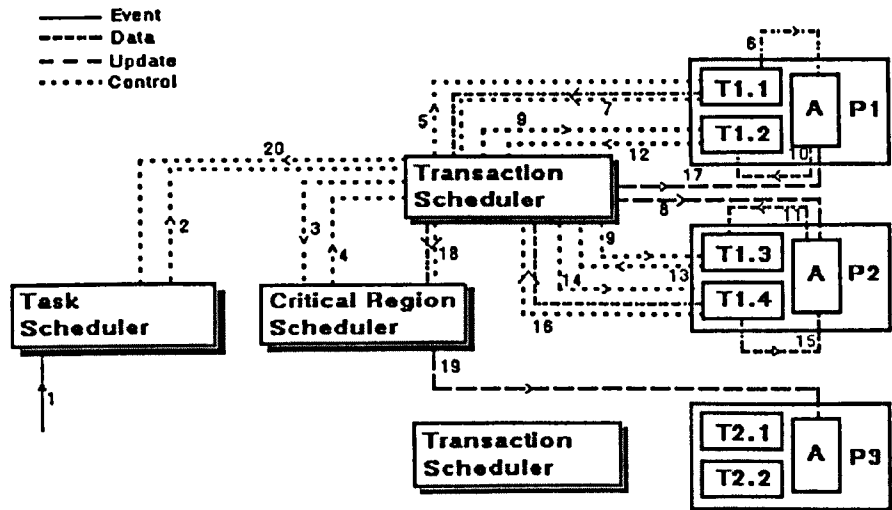 Event
Data
Update
Control
6
T1.1
A
P1
T1.2
5
7
9
12
10
20
Transaction
Scheduler
17
8
11
2
3
4
18
9
14
13
16
T1.3
A
P2
T1.4
15
Task
Scheduler
Critical Region
Scheduler
1
19
Transaction
Scheduler
T2.1
A
P3
T2.2